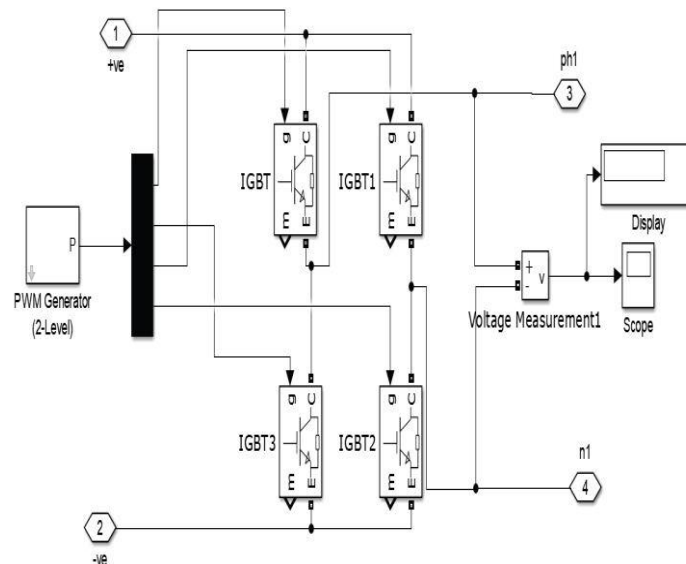 1
+ve
ph1
3
g
C
IGBT
m
E
g
C
IGBT1
m
E
Display
P
PWM Generator
(2-Level)
+
-
v
Voltage Measurement1
Scope
g
C
IGBT3
m
E
g
C
IGBT2
m
E
n1
4
2
-ve